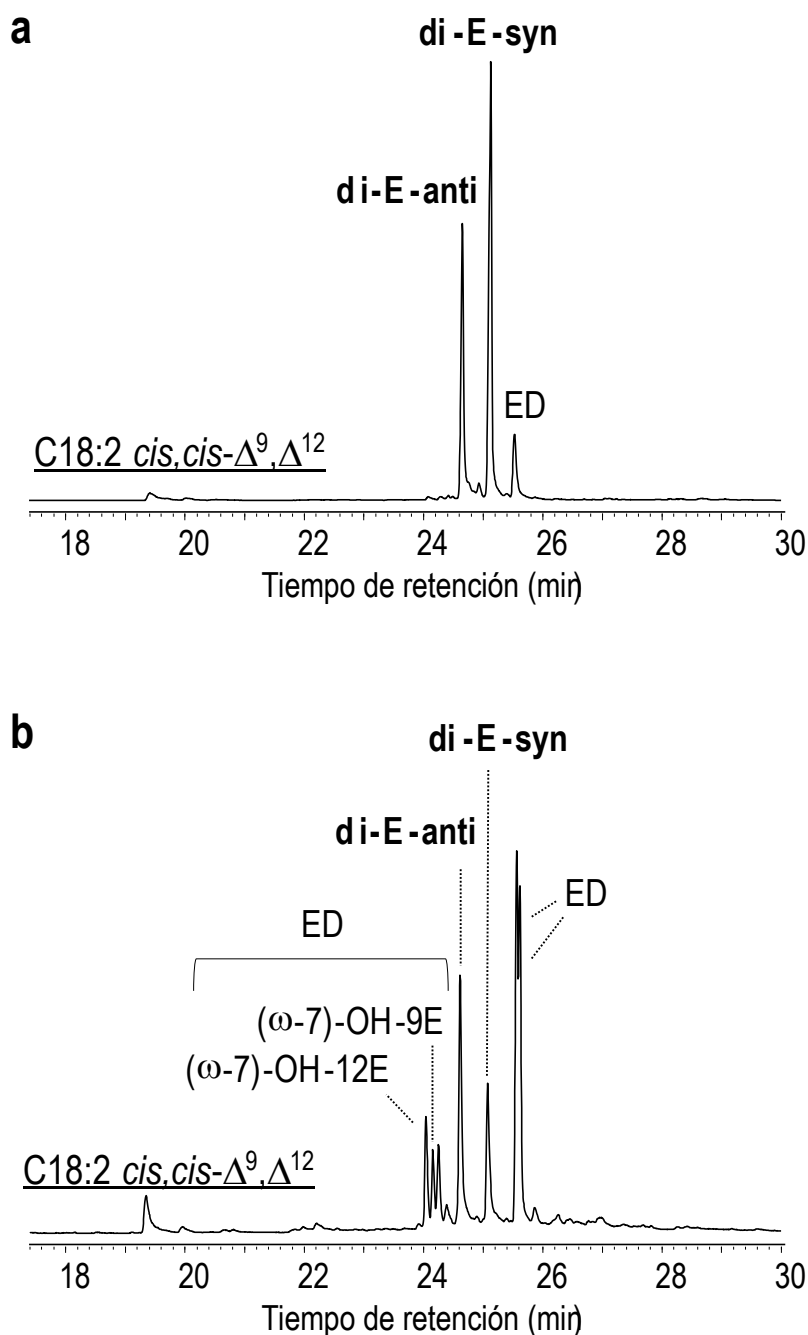 a
di-E-syn
di-E-anti
ED
C18:2 cis,cis-Δ9,Δ12
18 20 22 24 26 28 30
Tiempo de retención (min)
b
di-E-syn
di-E-anti
ED
ED
(ω-7)-OH-9E
(ω-7)-OH-12E
C18:2 cis,cis-Δ9,Δ12
18 20 22 24 26 28 30
Tiempo de retención (min)